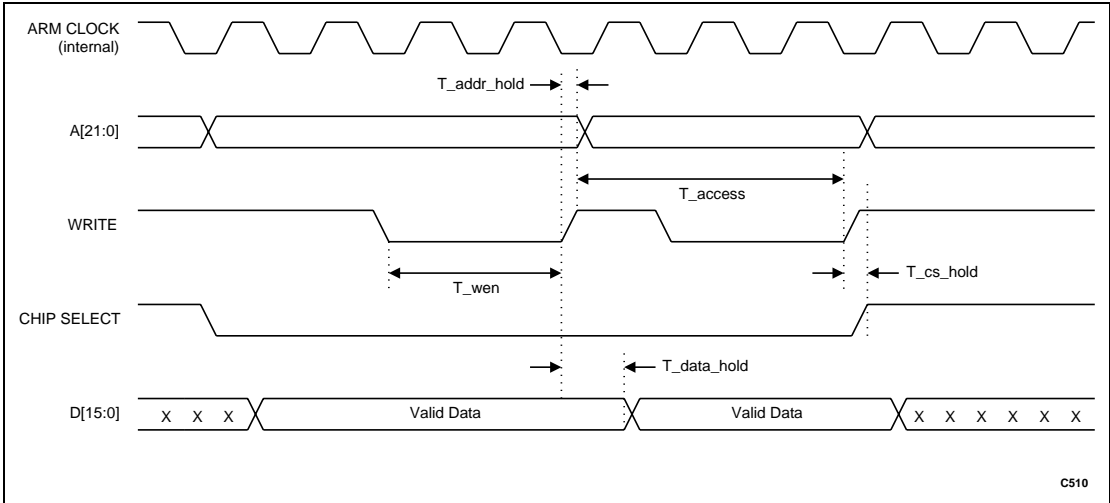 ARM CLOCK
(internal)
T_addr_hold
A[21:0]
T_access
WRITE
T_cs_hold
T_wen
CHIP SELECT
T_data_hold
D[15:0]
X X X
Valid Data
Valid Data
X X X X X X
C510